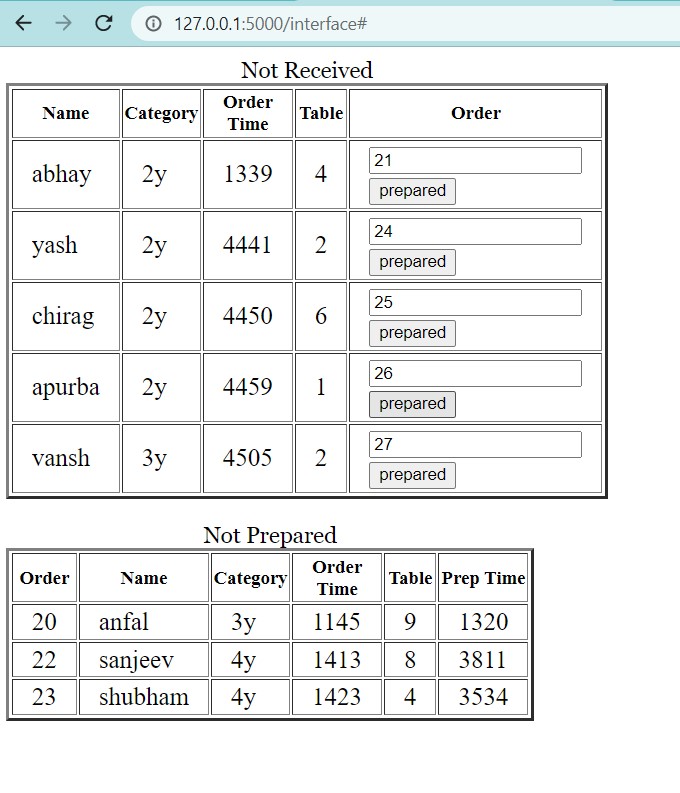 127.0.0.1:5000/interface#
Not Received
Name Category Order Time Table Order
abhay 2y 1339 4 21
prepared
yash 2y 4441 2 24
prepared
chirag 2y 4450 6 25
prepared
apurba 2y 4459 1 26
prepared
vansh 3y 4505 2 27
prepared
Not Prepared
Order Name Category Order Time Table Prep Time
20 anfal 3y 1145 9 1320
22 sanjeev 4y 1413 8 3811
23 shubham 4y 1423 4 3534